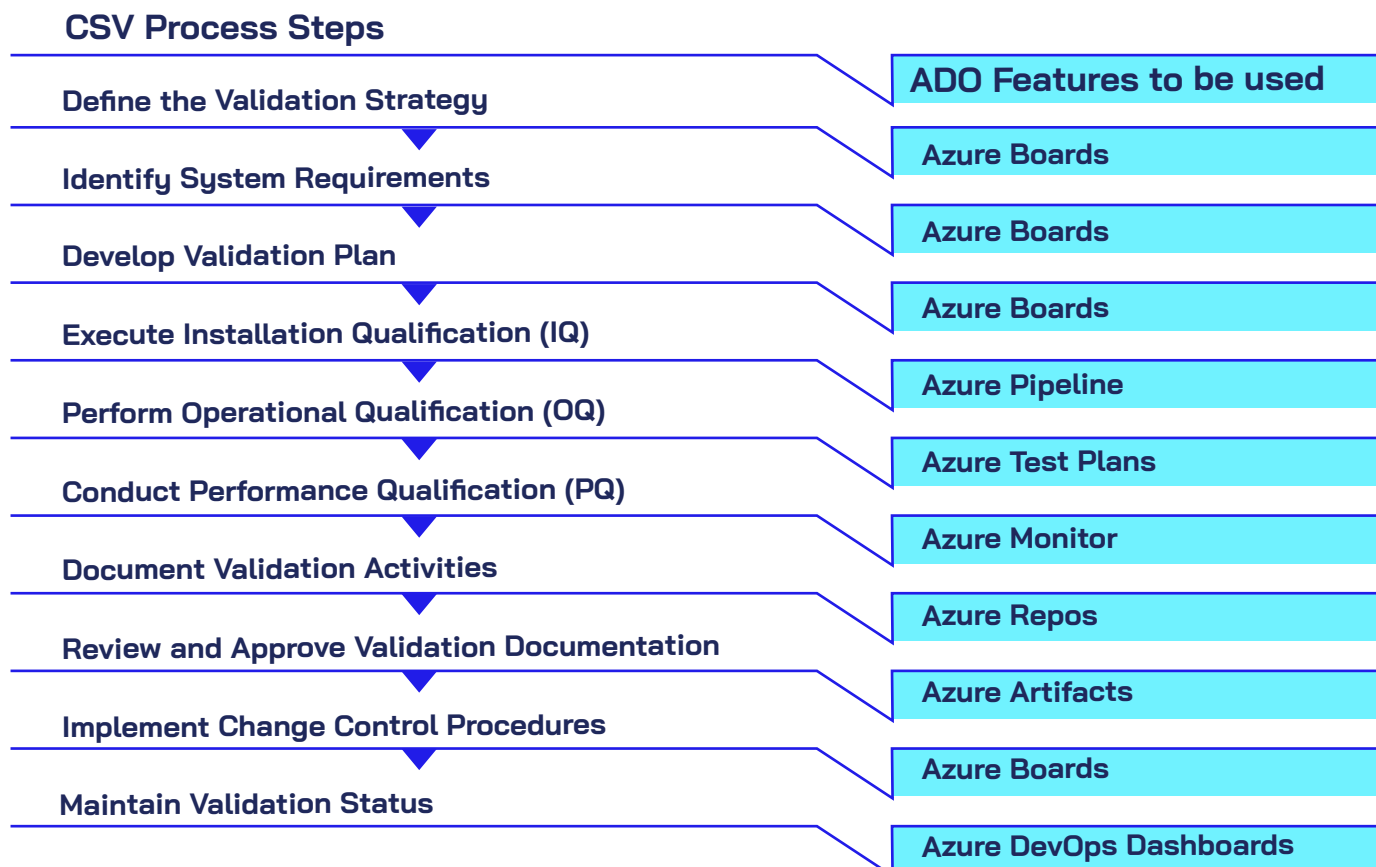 CSV Process Steps
ADO Features to be used
Define the Validation Strategy
Azure Boards
Identify System Requirements
Azure Boards
Develop Validation Plan
Azure Boards
Execute Installation Qualification (IQ)
Azure Pipeline
Perform Operational Qualification (OQ)
Azure Test Plans
Conduct Performance Qualification (PQ)
Azure Monitor
Document Validation Activities
Azure Repos
Review and Approve Validation Documentation
Azure Artifacts
Implement Change Control Procedures
Azure Boards
Maintain Validation Status
Azure DevOps Dashboards